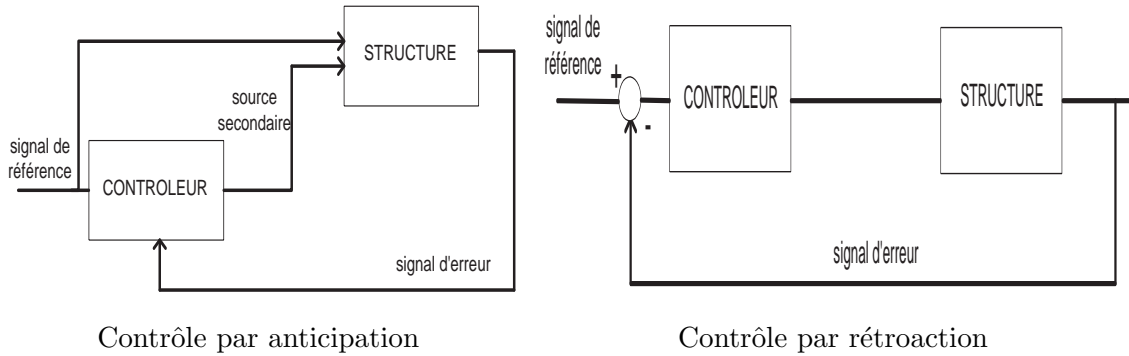 STRUCTURE
source
secondaire
signal de
référence
CONTROLEUR
signal d'erreur
Contrôle par anticipation
signal de
référence
+
-
CONTROLEUR
STRUCTURE
signal d'erreur
Contrôle par rétroaction